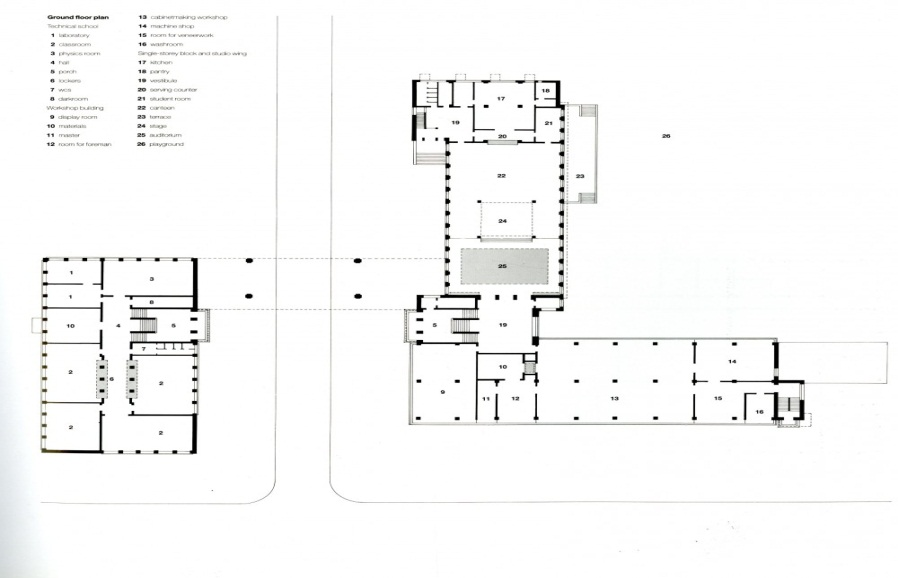 Ground floor plan
Technical school
1 laboratory
2 classroom
3 physics room
4 hall
5 porch
6 lockers
7 wcs
8 darkroom
Workshop building
9 display room
10 materials
11 master
12 room for foreman
13 cabinetmaking workshop
14 machine shop
15 room for veneerwork
16 washroom
Single-storey block and studio wing
17 kitchen
18 pantry
19 vestibule
20 serving counter
21 student room
22 canteen
23 terrace
24 stage
25 auditorium
26 playground
17
18
19
21
20
26
22
23
24
25
1
3
1
8
10
4
5
7
2
6
2
2
2
5
19
10
14
9
11
12
13
15
16